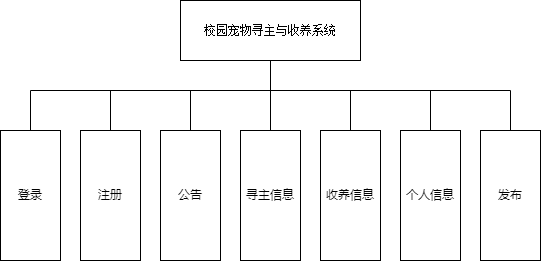 校园宠物寻主与收养系统
登录
注册
公告
寻主信息
收养信息
个人信息
发布